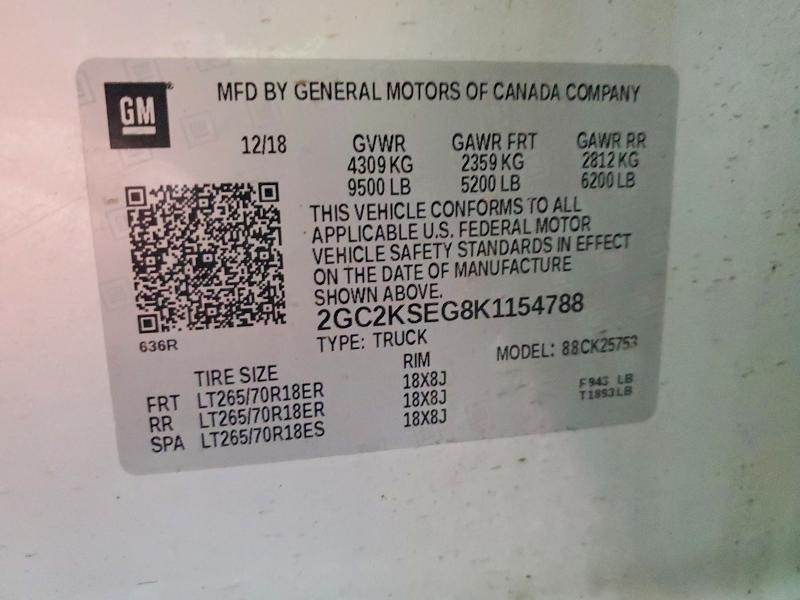 GM
MFD BY GENERAL MOTORS OF CANADA COMPANY
12/18 GVWR GAWR FRT GAWR RR
4309 KG 2359 KG 2812 KG
9500 LB 5200 LB 6200 LB
THIS VEHICLE CONFORMS TO ALL
APPLICABLE U.S. FEDERAL MOTOR
VEHICLE SAFETY STANDARDS IN EFFECT
ON THE DATE OF MANUFACTURE
SHOWN ABOVE.
2GC2KSEG8K1154788
636R
TYPE: TRUCK MODEL: 88CK25753
TIRE SIZE RIM
FRT LT265/70R18ER 18X8J F943 LB
RR LT265/70R18ER 18X8J T1893LB
SPA LT265/70R18ES 18X8J